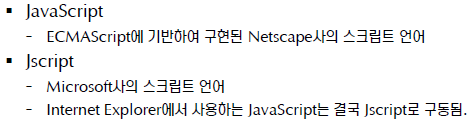 ▪ JavaScript
- ECMAScript에 기반하여 구현된 Netscape사의 스크립트 언어
▪ Jscript
- Microsoft사의 스크립트 언어
- Internet Explorer에서 사용하는 JavaScript는 결국 Jscript로 구동됨.